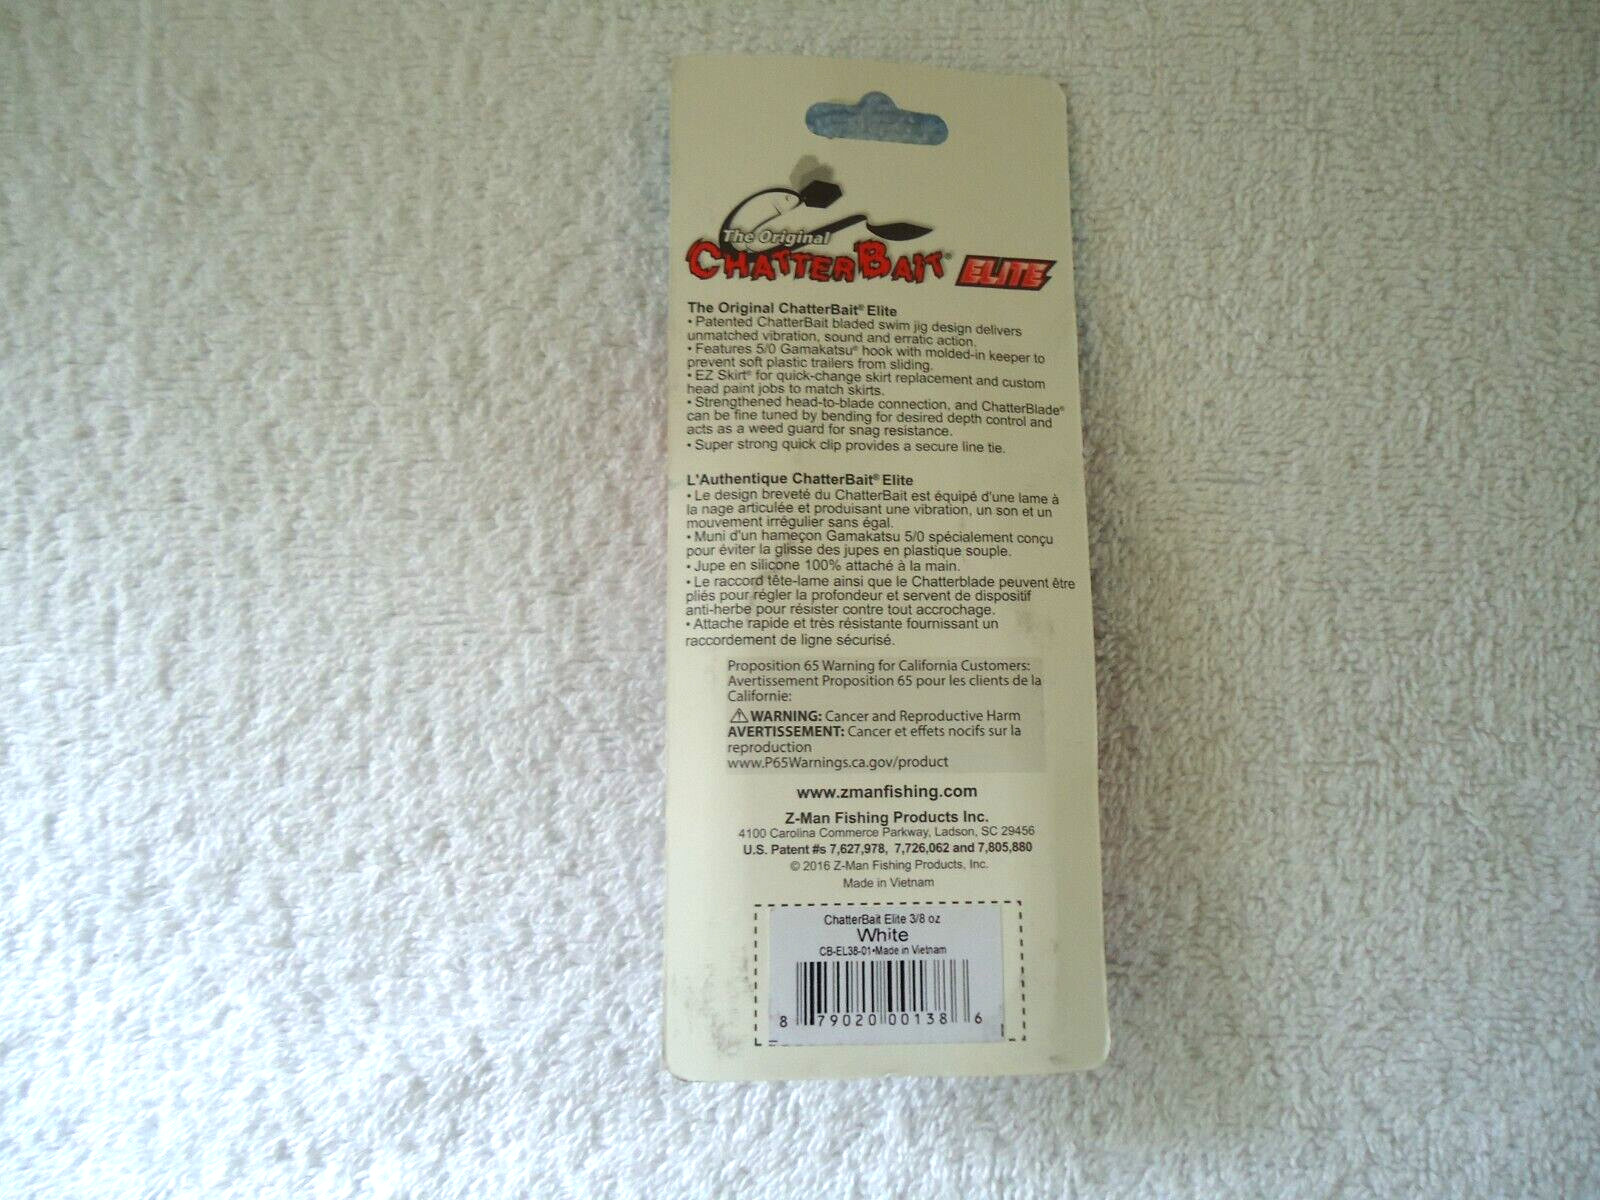 The Original
CHATTERBAIT® ELITE
The Original ChatterBait® Elite
• Patented ChatterBait bladed swim jig design delivers
unmatched vibration, sound and erratic action.
• Features 5/0 Gamakatsu® hook with molded-in keeper to
prevent soft plastic trailers from sliding.
• EZ Skirt® for quick-change skirt replacement and custom
head paint jobs to match skirts.
• Strengthened head-to-blade connection, and ChatterBlade®
can be fine tuned by bending for desired depth control and
acts as a weed guard for snag resistance.
• Super strong quick clip provides a secure line tie.
L'Authentique ChatterBait® Elite
• Le design breveté du ChatterBait est équipé d'une lame à
la nage articulée et produisant une vibration, un son et un
mouvement irrégulier sans égal.
• Muni d'un hameçon Gamakatsu 5/0 spécialement conçu
pour éviter la glisse des jupes en plastique souple.
• Jupe en silicone 100% attaché à la main.
• Le raccord tête-lame ainsi que le Chatterblade peuvent être
pliés pour régler la profondeur et servent de dispositif
anti-herbe pour résister contre tout accrochage.
• Attache rapide et très résistante fournissant un
raccordement de ligne sécurisé.
Proposition 65 Warning for California Customers:
Avertissement Proposition 65 pour les clients de la
Californie:
⚠ WARNING: Cancer and Reproductive Harm
AVERTISSEMENT: Cancer et effets nocifs sur la
reproduction
www.P65Warnings.ca.gov/product
www.zmanfishing.com
Z-Man Fishing Products Inc.
4100 Carolina Commerce Parkway, Ladson, SC 29456
U.S. Patent #s 7,627,978, 7,726,062 and 7,805,880
© 2016 Z-Man Fishing Products, Inc.
Made in Vietnam
ChatterBait Elite 3/8 oz
White
CB-EL38-01•Made in Vietnam
8 79020 00138 6